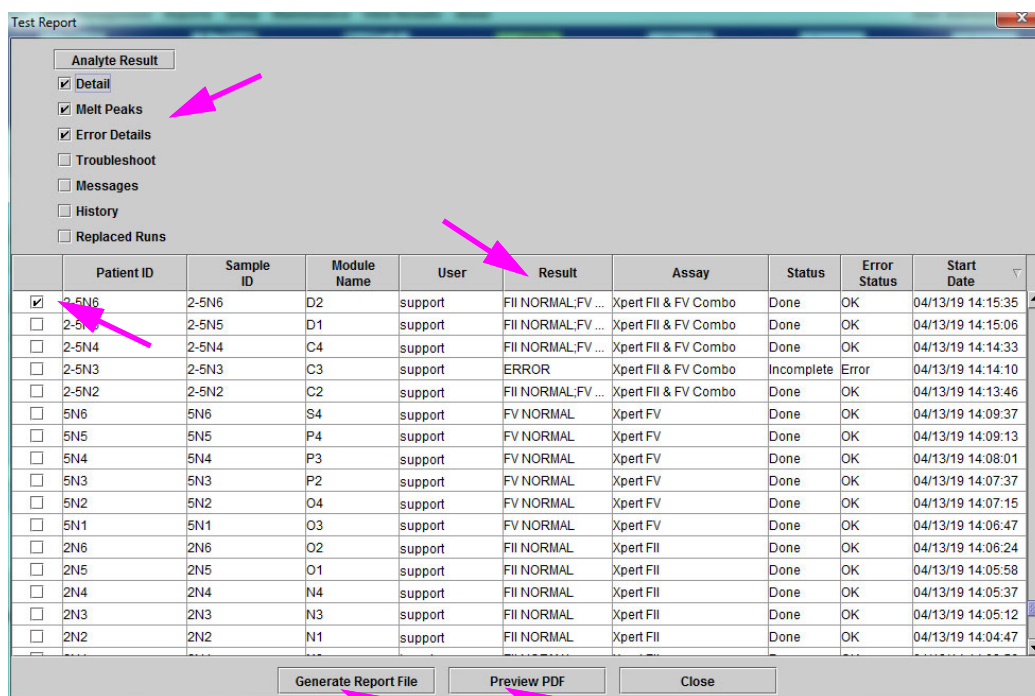 Test Report
Analyte Result
Detail
Melt Peaks
Error Details
Troubleshoot
Messages
History
Replaced Runs
Patient ID Sample ID Module Name User Result Assay Status Error Status Start Date
2-5N6 2-5N6 D2 support FII NORMAL;FV ... Xpert FII & FV Combo Done OK 04/13/19 14:15:35
2-5N5 2-5N5 D1 support FII NORMAL;FV ... Xpert FII & FV Combo Done OK 04/13/19 14:15:06
2-5N4 2-5N4 C4 support FII NORMAL;FV ... Xpert FII & FV Combo Done OK 04/13/19 14:14:33
2-5N3 2-5N3 C3 support ERROR Xpert FII & FV Combo Incomplete Error 04/13/19 14:14:10
2-5N2 2-5N2 C2 support FII NORMAL;FV ... Xpert FII & FV Combo Done OK 04/13/19 14:13:46
5N6 5N6 S4 support FV NORMAL Xpert FV Done OK 04/13/19 14:09:37
5N5 5N5 P4 support FV NORMAL Xpert FV Done OK 04/13/19 14:09:13
5N4 5N4 P3 support FV NORMAL Xpert FV Done OK 04/13/19 14:08:01
5N3 5N3 P2 support FV NORMAL Xpert FV Done OK 04/13/19 14:07:37
5N2 5N2 O4 support FV NORMAL Xpert FV Done OK 04/13/19 14:07:15
5N1 5N1 O3 support FV NORMAL Xpert FV Done OK 04/13/19 14:06:47
2N6 2N6 O2 support FII NORMAL Xpert FII Done OK 04/13/19 14:06:24
2N5 2N5 O1 support FII NORMAL Xpert FII Done OK 04/13/19 14:05:58
2N4 2N4 N4 support FII NORMAL Xpert FII Done OK 04/13/19 14:05:37
2N3 2N3 N3 support FII NORMAL Xpert FII Done OK 04/13/19 14:05:12
2N2 2N2 N1 support FII NORMAL Xpert FII Done OK 04/13/19 14:04:47
Generate Report File Preview PDF Close